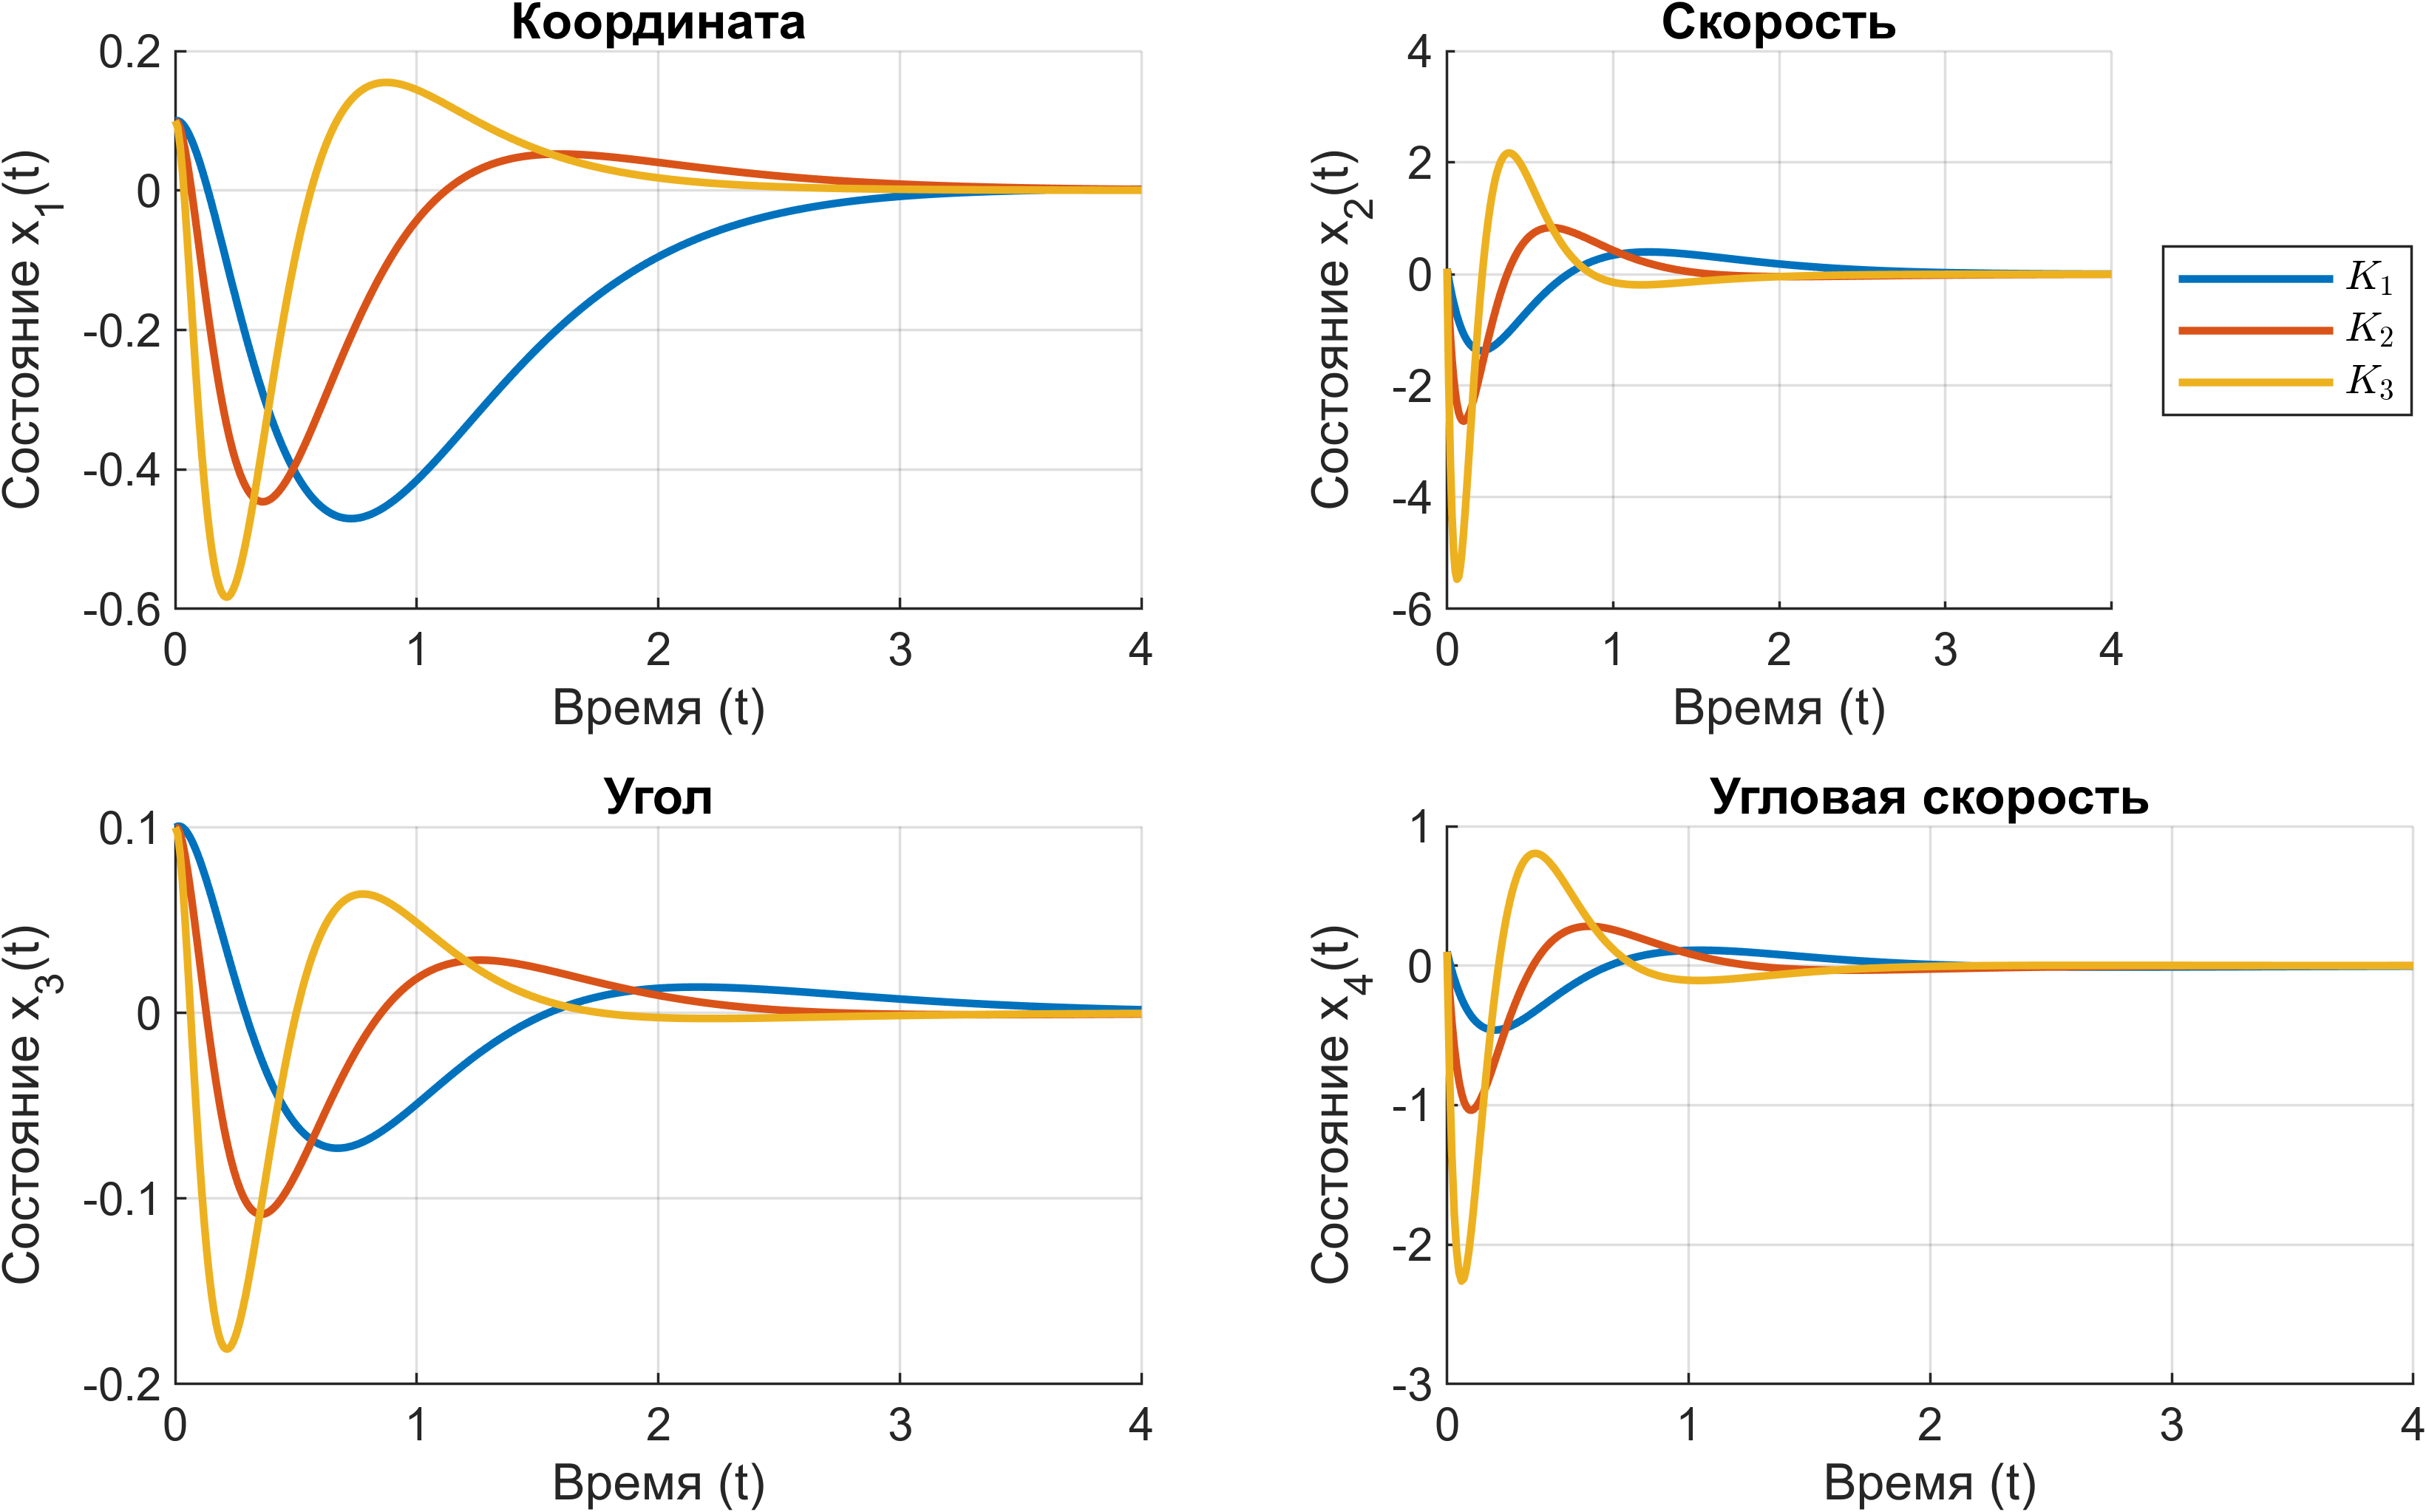 Координата
Состояние x₁(t)
0.2
0
-0.2
-0.4
-0.6
0
1
2
3
4
Время (t)
Скорость
Состояние x₂(t)
4
2
0
-2
-4
-6
0
1
2
3
4
Время (t)
K₁
K₂
K₃
Угол
Состояние x₃(t)
0.1
0
-0.1
-0.2
0
1
2
3
4
Время (t)
Угловая скорость
Состояние x₄(t)
1
0
-1
-2
-3
0
1
2
3
4
Время (t)